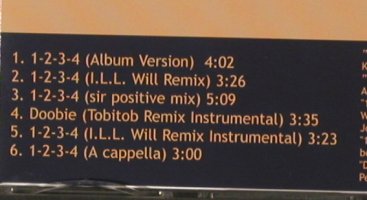 1. 1-2-3-4 (Album Version) 4:02
2. 1-2-3-4 (I.L.L. Will Remix) 3:26
3. 1-2-3-4 (sir positive mix) 5:09
4. Doobie (Tobitob Remix Instrumental) 3:35
5. 1-2-3-4 (I.L.L. Will Remix Instrumental) 3:23
6. 1-2-3-4 (A cappella) 3:00